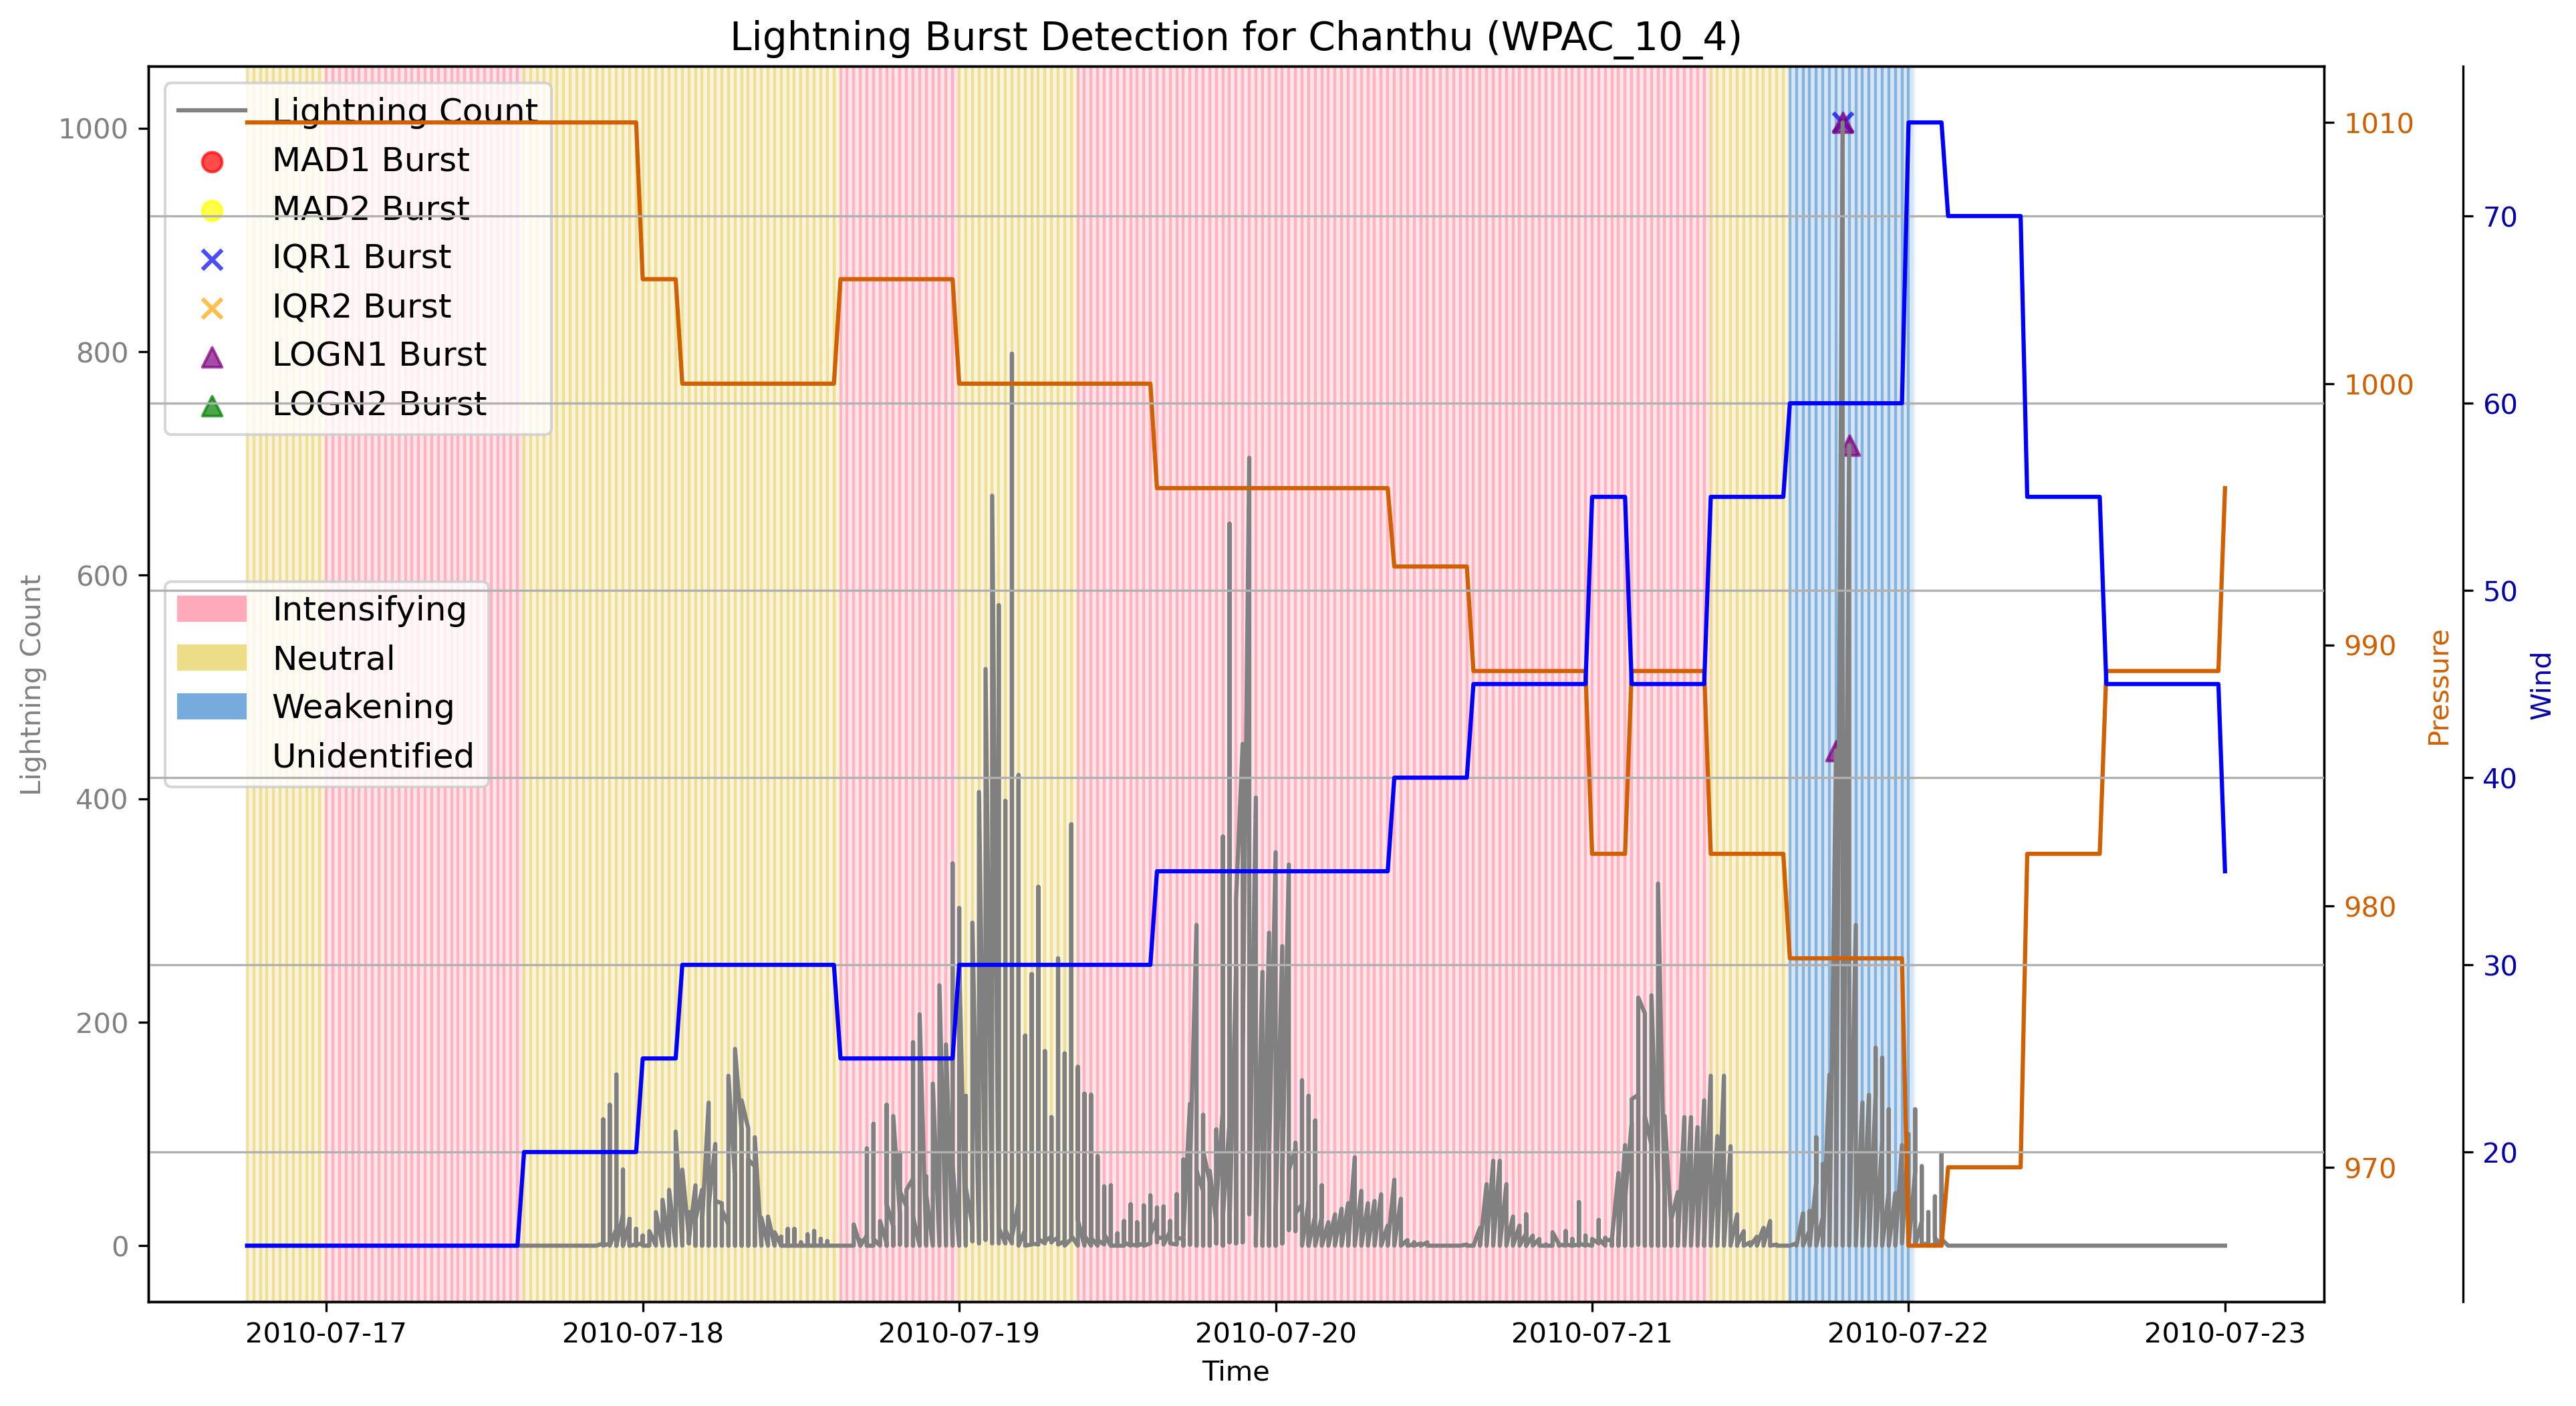 Lightning Burst Detection for Chanthu (WPAC_10_4)
Lightning Count
MAD1 Burst
MAD2 Burst
IQR1 Burst
IQR2 Burst
LOGN1 Burst
LOGN2 Burst
Intensifying
Neutral
Weakening
Unidentified
Lightning Count
1000
800
600
400
200
0
1010
1000
990
980
970
Pressure
70
60
50
40
30
20
Wind
2010-07-17 2010-07-18 2010-07-19 2010-07-20 2010-07-21 2010-07-22 2010-07-23
Time